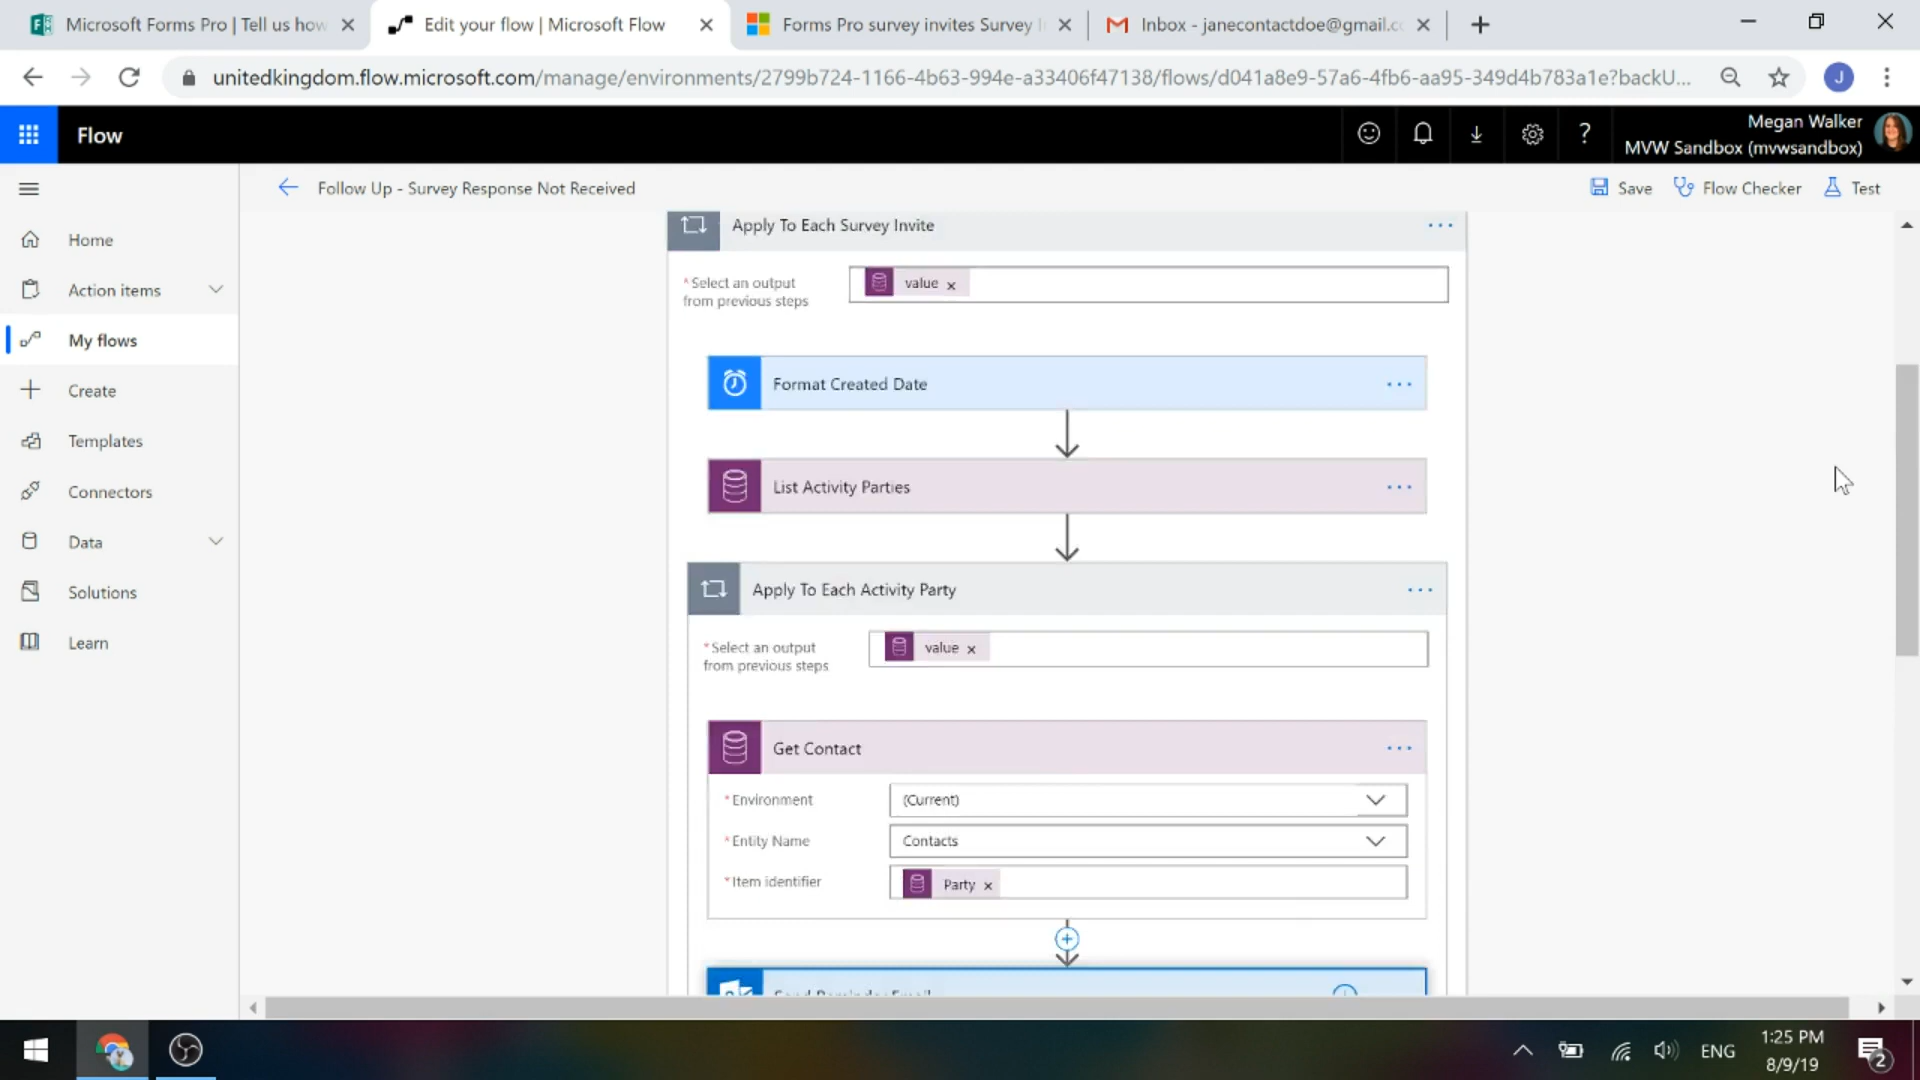 Microsoft Forms Pro | Tell us how
Edit your flow | Microsoft Flow
Forms Pro survey invites Survey
Inbox - janecontactdoe@gmail.c
unitedkingdom.flow.microsoft.com/manage/environments/2799b724-1166-4b63-994e-a33406f47138/flows/d041a8e9-57a6-4fb6-aa95-349d4b783a1e?backU...
J
Flow
?
Megan Walker
MVW Sandbox (mvwsandbox)
Follow Up - Survey Response Not Received
Save
Flow Checker
Test
Home
Action items
My flows
Create
Templates
Connectors
Data
Solutions
Learn
Apply To Each Survey Invite
*Select an output
from previous steps
value ×
Format Created Date
List Activity Parties
Apply To Each Activity Party
*Select an output
from previous steps
value ×
Get Contact
*Environment
(Current)
*Entity Name
Contacts
*Item identifier
Party ×
Send Reminder Email
ENG
1:25 PM
8/9/19
2